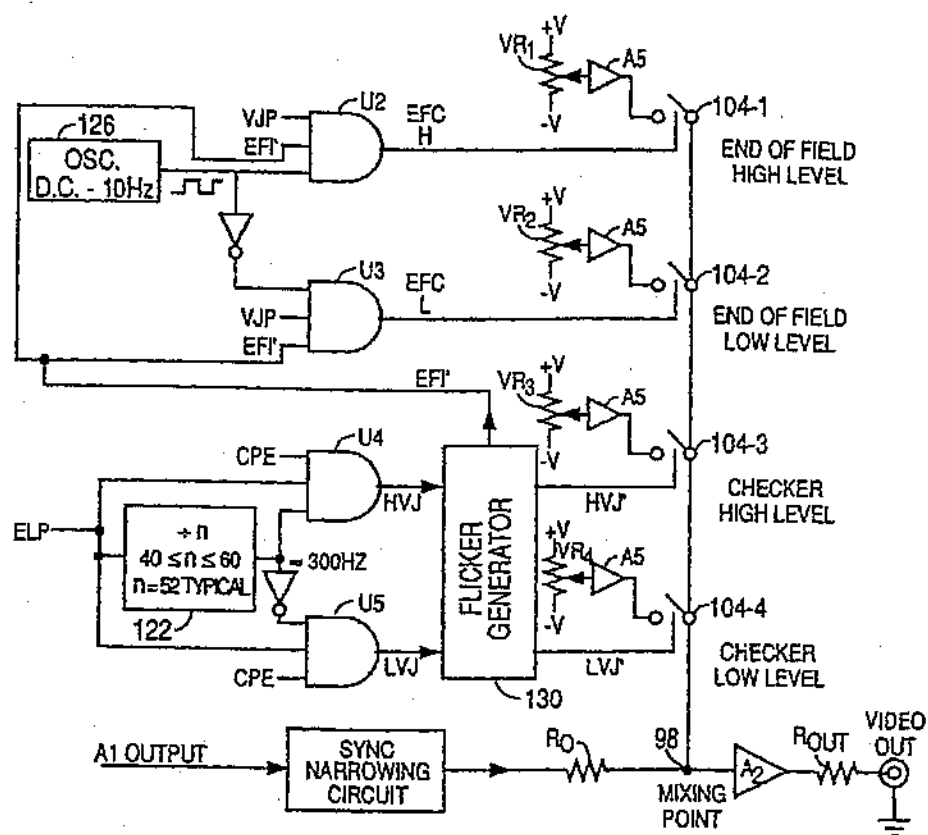 +V
VR1
A5
-V
104-1
END OF FIELD
HIGH LEVEL
126
OSC.
D.C. - 10Hz
VJP
EFI'
U2
EFC
H
+V
VR2
A5
-V
104-2
END OF FIELD
LOW LEVEL
U3
EFC
L
VJP
EFI'
EFI'
+V
VR3
A5
-V
104-3
CHECKER
HIGH LEVEL
U4
CPE
HVJ
HVJ'
FLICKER
GENERATOR
130
ELP
÷ n
40 ≤ n ≤ 60
n=52 TYPICAL
122
≈ 300HZ
U5
CPE
LVJ
LVJ'
+V
VR4
A5
-V
104-4
CHECKER
LOW LEVEL
A1 OUTPUT
SYNC
NARROWING
CIRCUIT
RO
98
MIXING
POINT
A2
ROUT
VIDEO
OUT